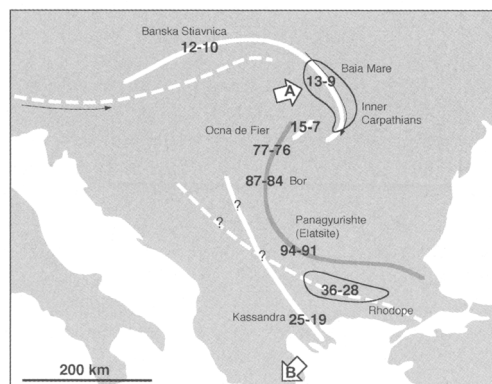 Banska Stiavnica
12-10
Baia Mare
13-9
A
Inner
Carpathians
15-7
Ocna de Fier
77-76
87-84 Bor
?
?
Panagyurishte
(Elatsite)
?
94-91
36-28
Rhodope
Kassandra 25-19
200 km
B